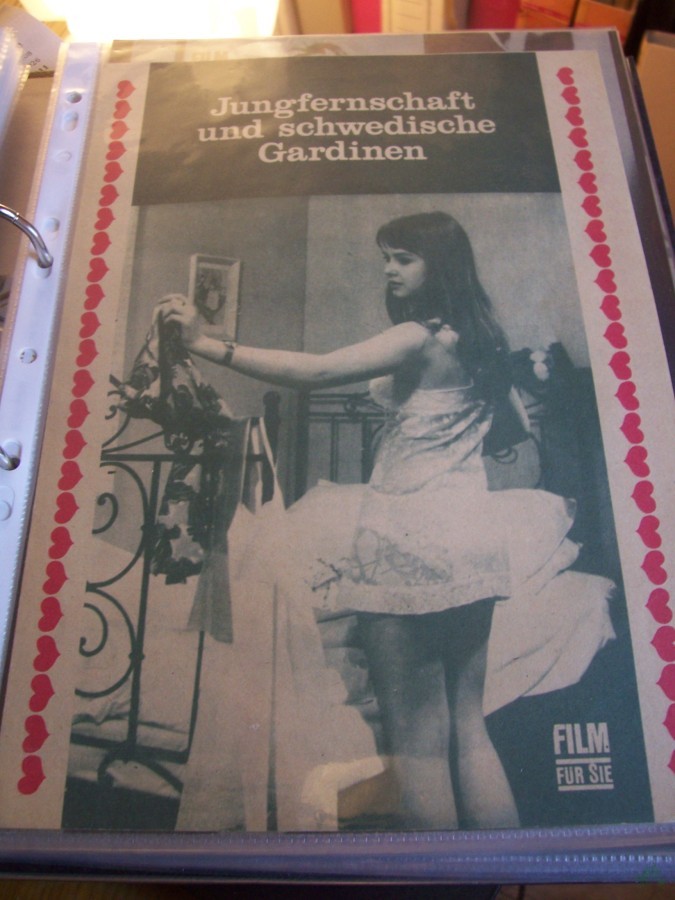 Jungfernschaft
und schwedische
Gardinen
FILM
FÜR SIE